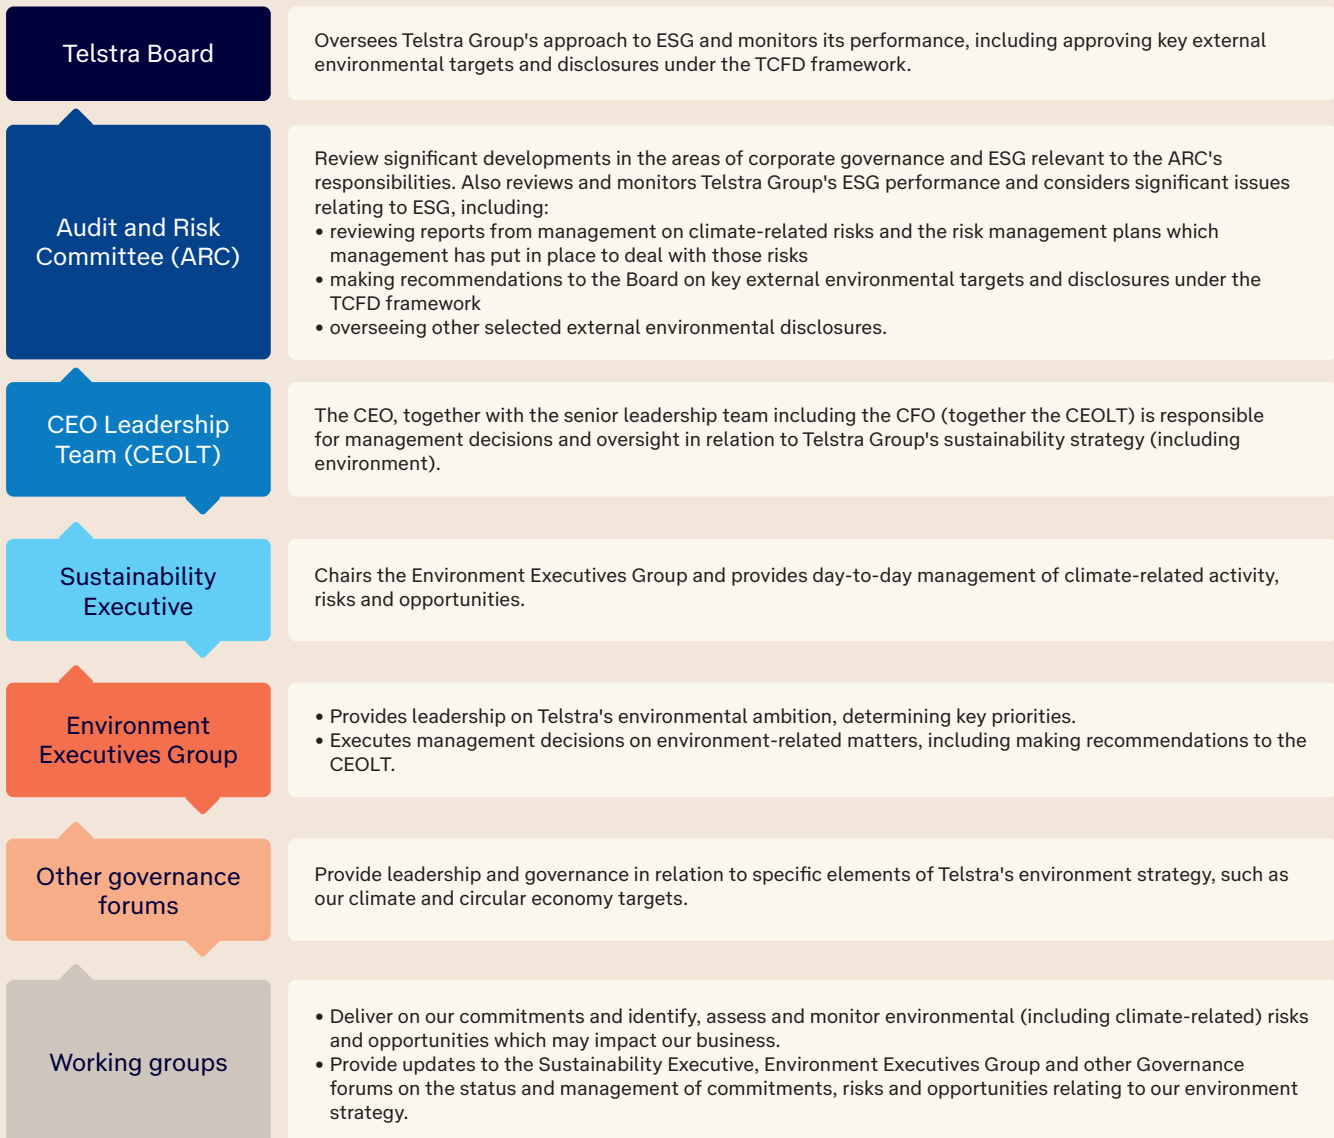 Telstra Board
Oversees Telstra Group's approach to ESG and monitors its performance, including approving key external
environmental targets and disclosures under the TCFD framework.
Audit and Risk
Committee (ARC)
Review significant developments in the areas of corporate governance and ESG relevant to the ARC's
responsibilities. Also reviews and monitors Telstra Group's ESG performance and considers significant issues
relating to ESG, including:
• reviewing reports from management on climate-related risks and the risk management plans which
management has put in place to deal with those risks
• making recommendations to the Board on key external environmental targets and disclosures under the
TCFD framework
• overseeing other selected external environmental disclosures.
CEO Leadership
Team (CEOLT)
The CEO, together with the senior leadership team including the CFO (together the CEOLT) is responsible
for management decisions and oversight in relation to Telstra Group's sustainability strategy (including
environment).
Sustainability
Executive
Chairs the Environment Executives Group and provides day-to-day management of climate-related activity,
risks and opportunities.
Environment
Executives Group
• Provides leadership on Telstra's environmental ambition, determining key priorities.
• Executes management decisions on environment-related matters, including making recommendations to the
CEOLT.
Other governance
forums
Provide leadership and governance in relation to specific elements of Telstra's environment strategy, such as
our climate and circular economy targets.
Working groups
• Deliver on our commitments and identify, assess and monitor environmental (including climate-related) risks
and opportunities which may impact our business.
• Provide updates to the Sustainability Executive, Environment Executives Group and other Governance
forums on the status and management of commitments, risks and opportunities relating to our environment
strategy.